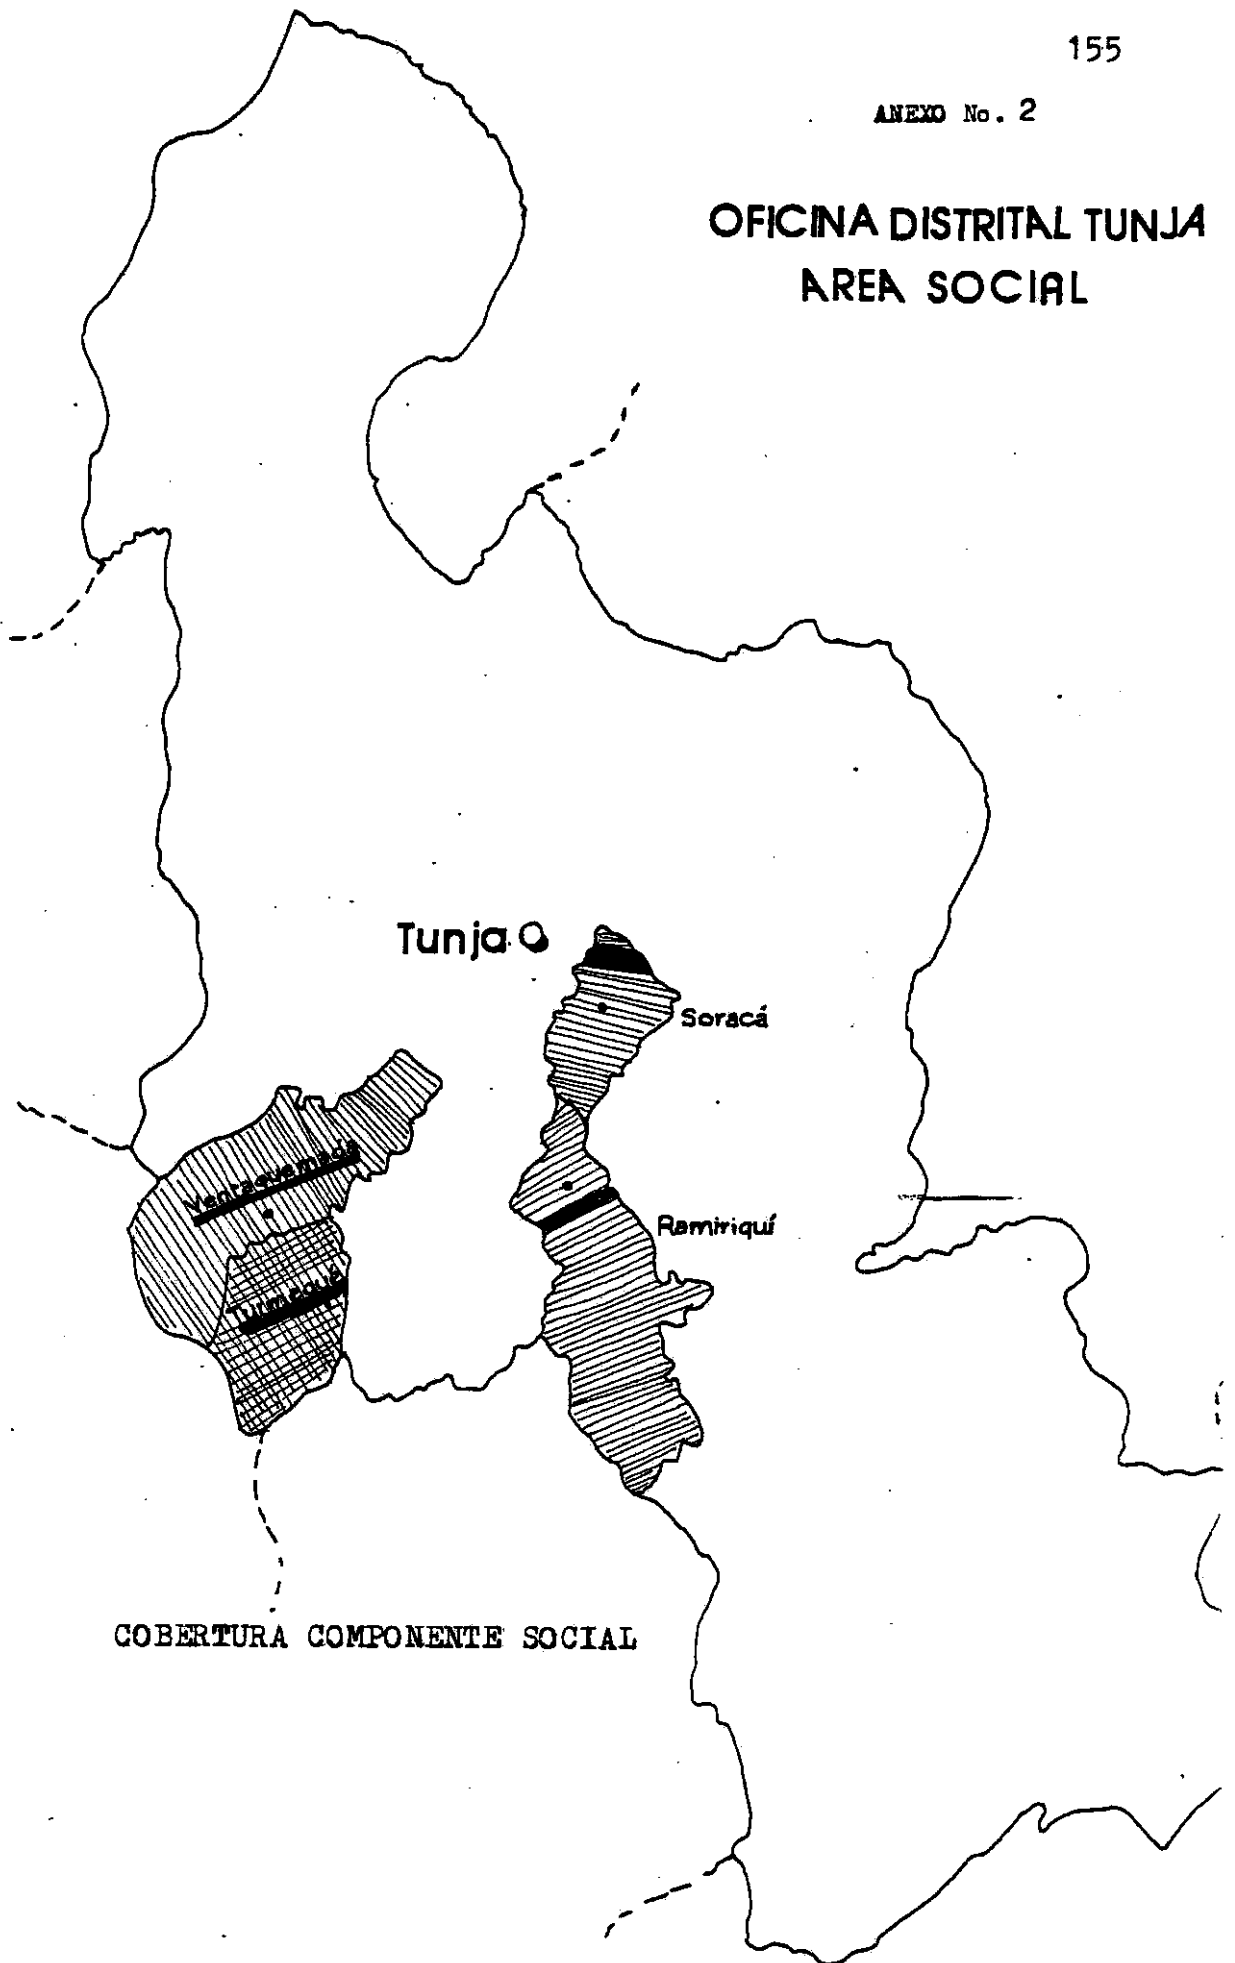 155
ANEXO No. 2
OFICINA DISTRITAL TUNJA
AREA SOCIAL
Tunja
Soracá
Ventaquemada
Ramiriquí
Turmequé
COBERTURA COMPONENTE SOCIAL